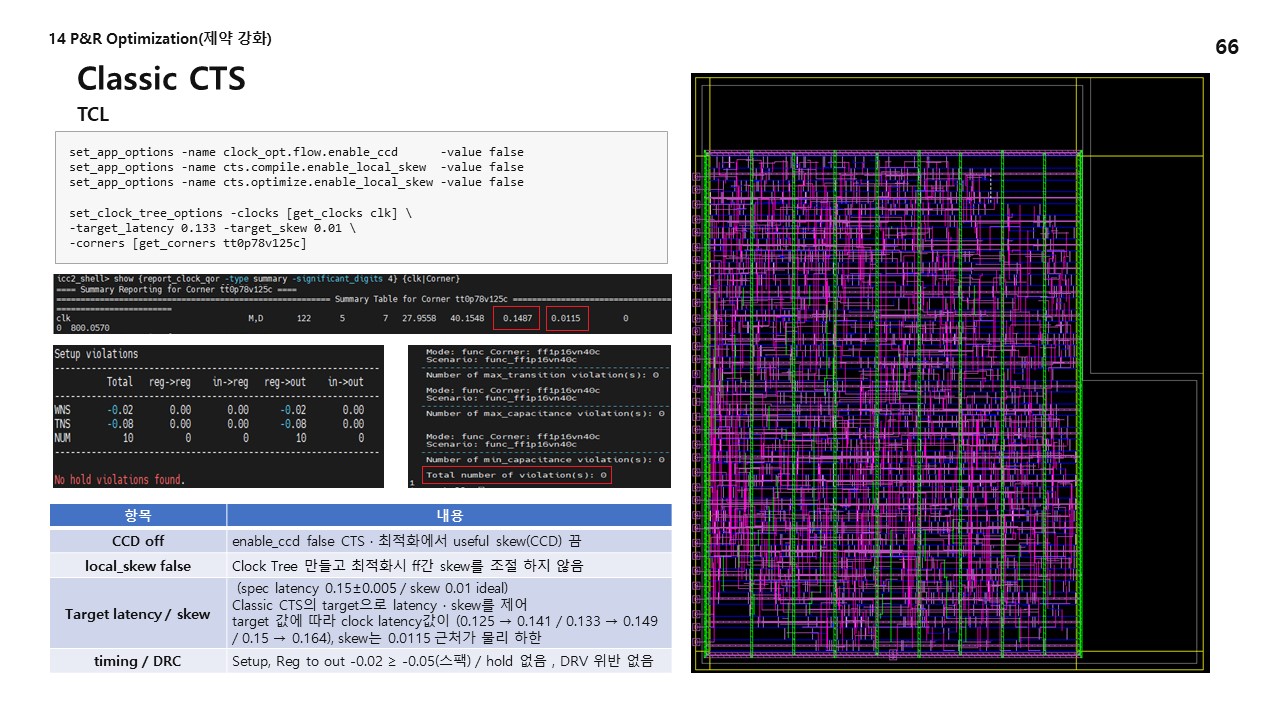 14 P&R Optimization(제약 강화)
66
Classic CTS
TCL
set_app_options -name clock_opt.flow.enable_ccd      -value false
set_app_options -name cts.compile.enable_local_skew  -value false
set_app_options -name cts.optimize.enable_local_skew -value false
set_clock_tree_options -clocks [get_clocks clk] \
-target_latency 0.133 -target_skew 0.01 \
-corners [get_corners tt0p78v125c]
icc2_shell> show {report_clock_qor -type summary -significant_digits 4} {clk|Corner}
==== Summary Reporting for Corner tt0p78v125c ====
==== Summary Table for Corner tt0p78v125c ====
clk M,D 122 5 7 27.9558 40.1548 0.1487 0.0115 0
0 800.0570
Setup violations
Total reg->reg in->reg reg->out in->out
WNS -0.02 0.00 0.00 -0.02 0.00
TNS -0.08 0.00 0.00 -0.08 0.00
NUM 10 0 0 10 0
No hold violations found.
Mode: func Corner: ff1p16vn40c
Scenario: func_ff1p16vn40c
Number of max_transition violation(s): 0
Mode: func Corner: ff1p16vn40c
Scenario: func_ff1p16vn40c
Number of max_capacitance violation(s): 0
Mode: func Corner: ff1p16vn40c
Scenario: func_ff1p16vn40c
Number of min_capacitance violation(s): 0
Total number of violation(s): 0
1
항목 내용
CCD off enable_ccd false CTS · 최적화에서 useful skew(CCD) 끔
local_skew false Clock Tree 만들고 최적화시 ff간 skew를 조절 하지 않음
Target latency / skew (spec latency 0.15±0.005 / skew 0.01 ideal)
Classic CTS의 target으로 latency · skew를 제어
target 값에 따라 clock latency값이 (0.125 → 0.141 / 0.133 → 0.149
/ 0.15 → 0.164), skew는 0.0115 근처가 물리 하한
timing / DRC Setup, Reg to out -0.02 ≥ -0.05(스팩) / hold 없음 , DRV 위반 없음